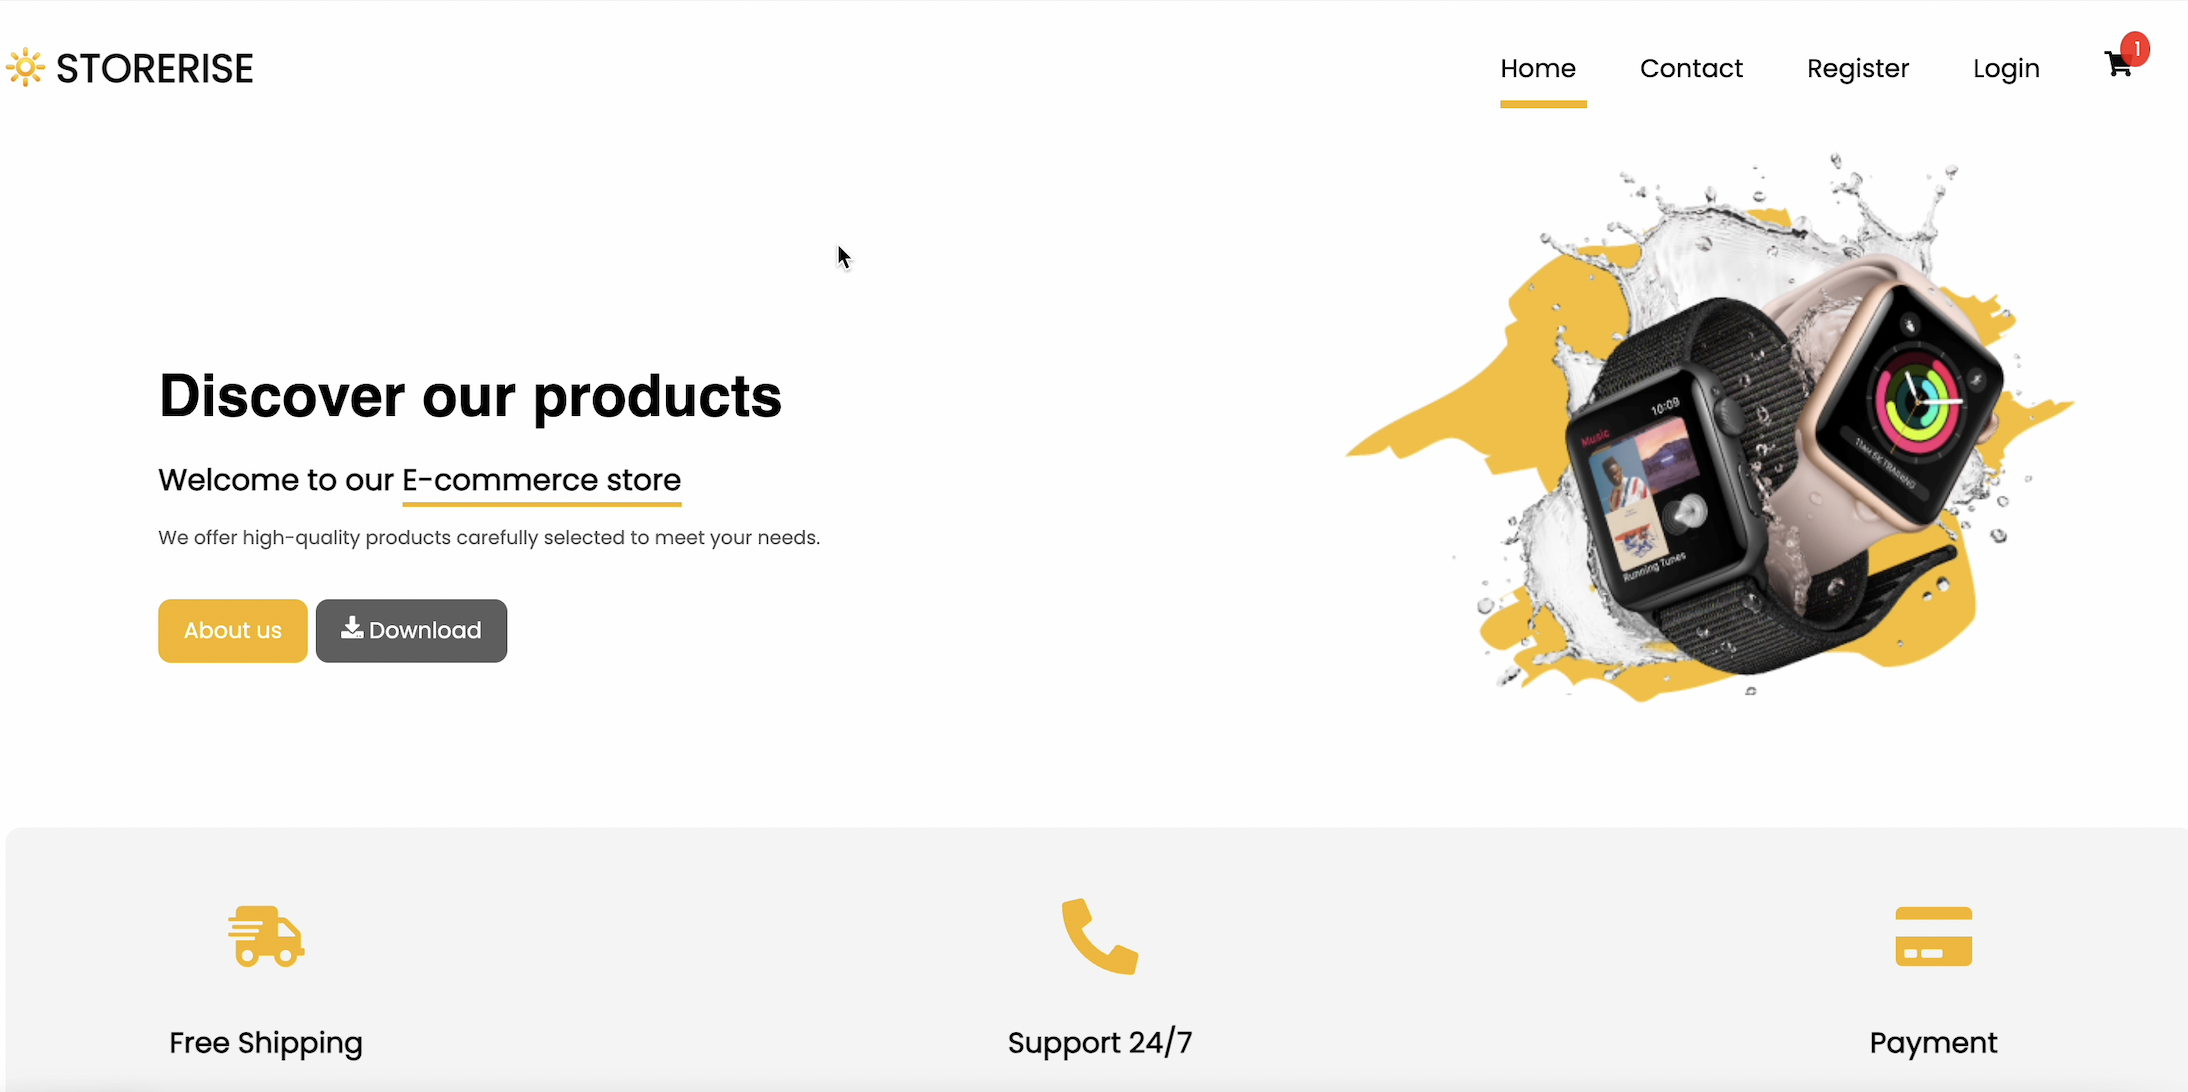 STORERISE
Home
Contact
Register
Login
1
Discover our products
Welcome to our E-commerce store
We offer high-quality products carefully selected to meet your needs.
About us
Download
10:09
Music
Running Tunes
Free Shipping
Support 24/7
Payment